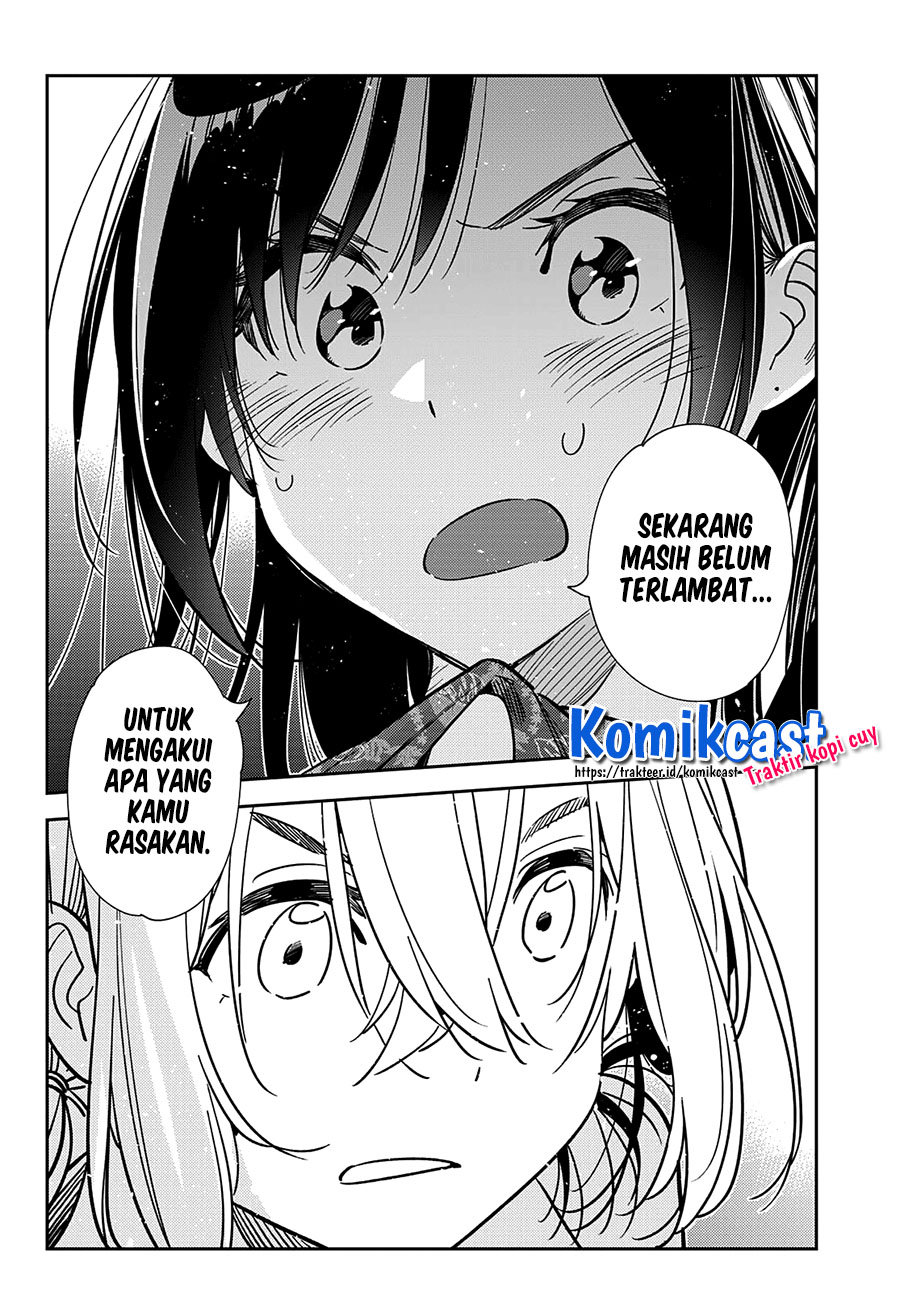 SEKARANG
MASIH BELUM
TERLAMBAT...
UNTUK
MENGAKUI
APA YANG
KAMU
RASAKAN.
Komikcast
Traktir kopi cuy
https://trakteer.id/komikcast